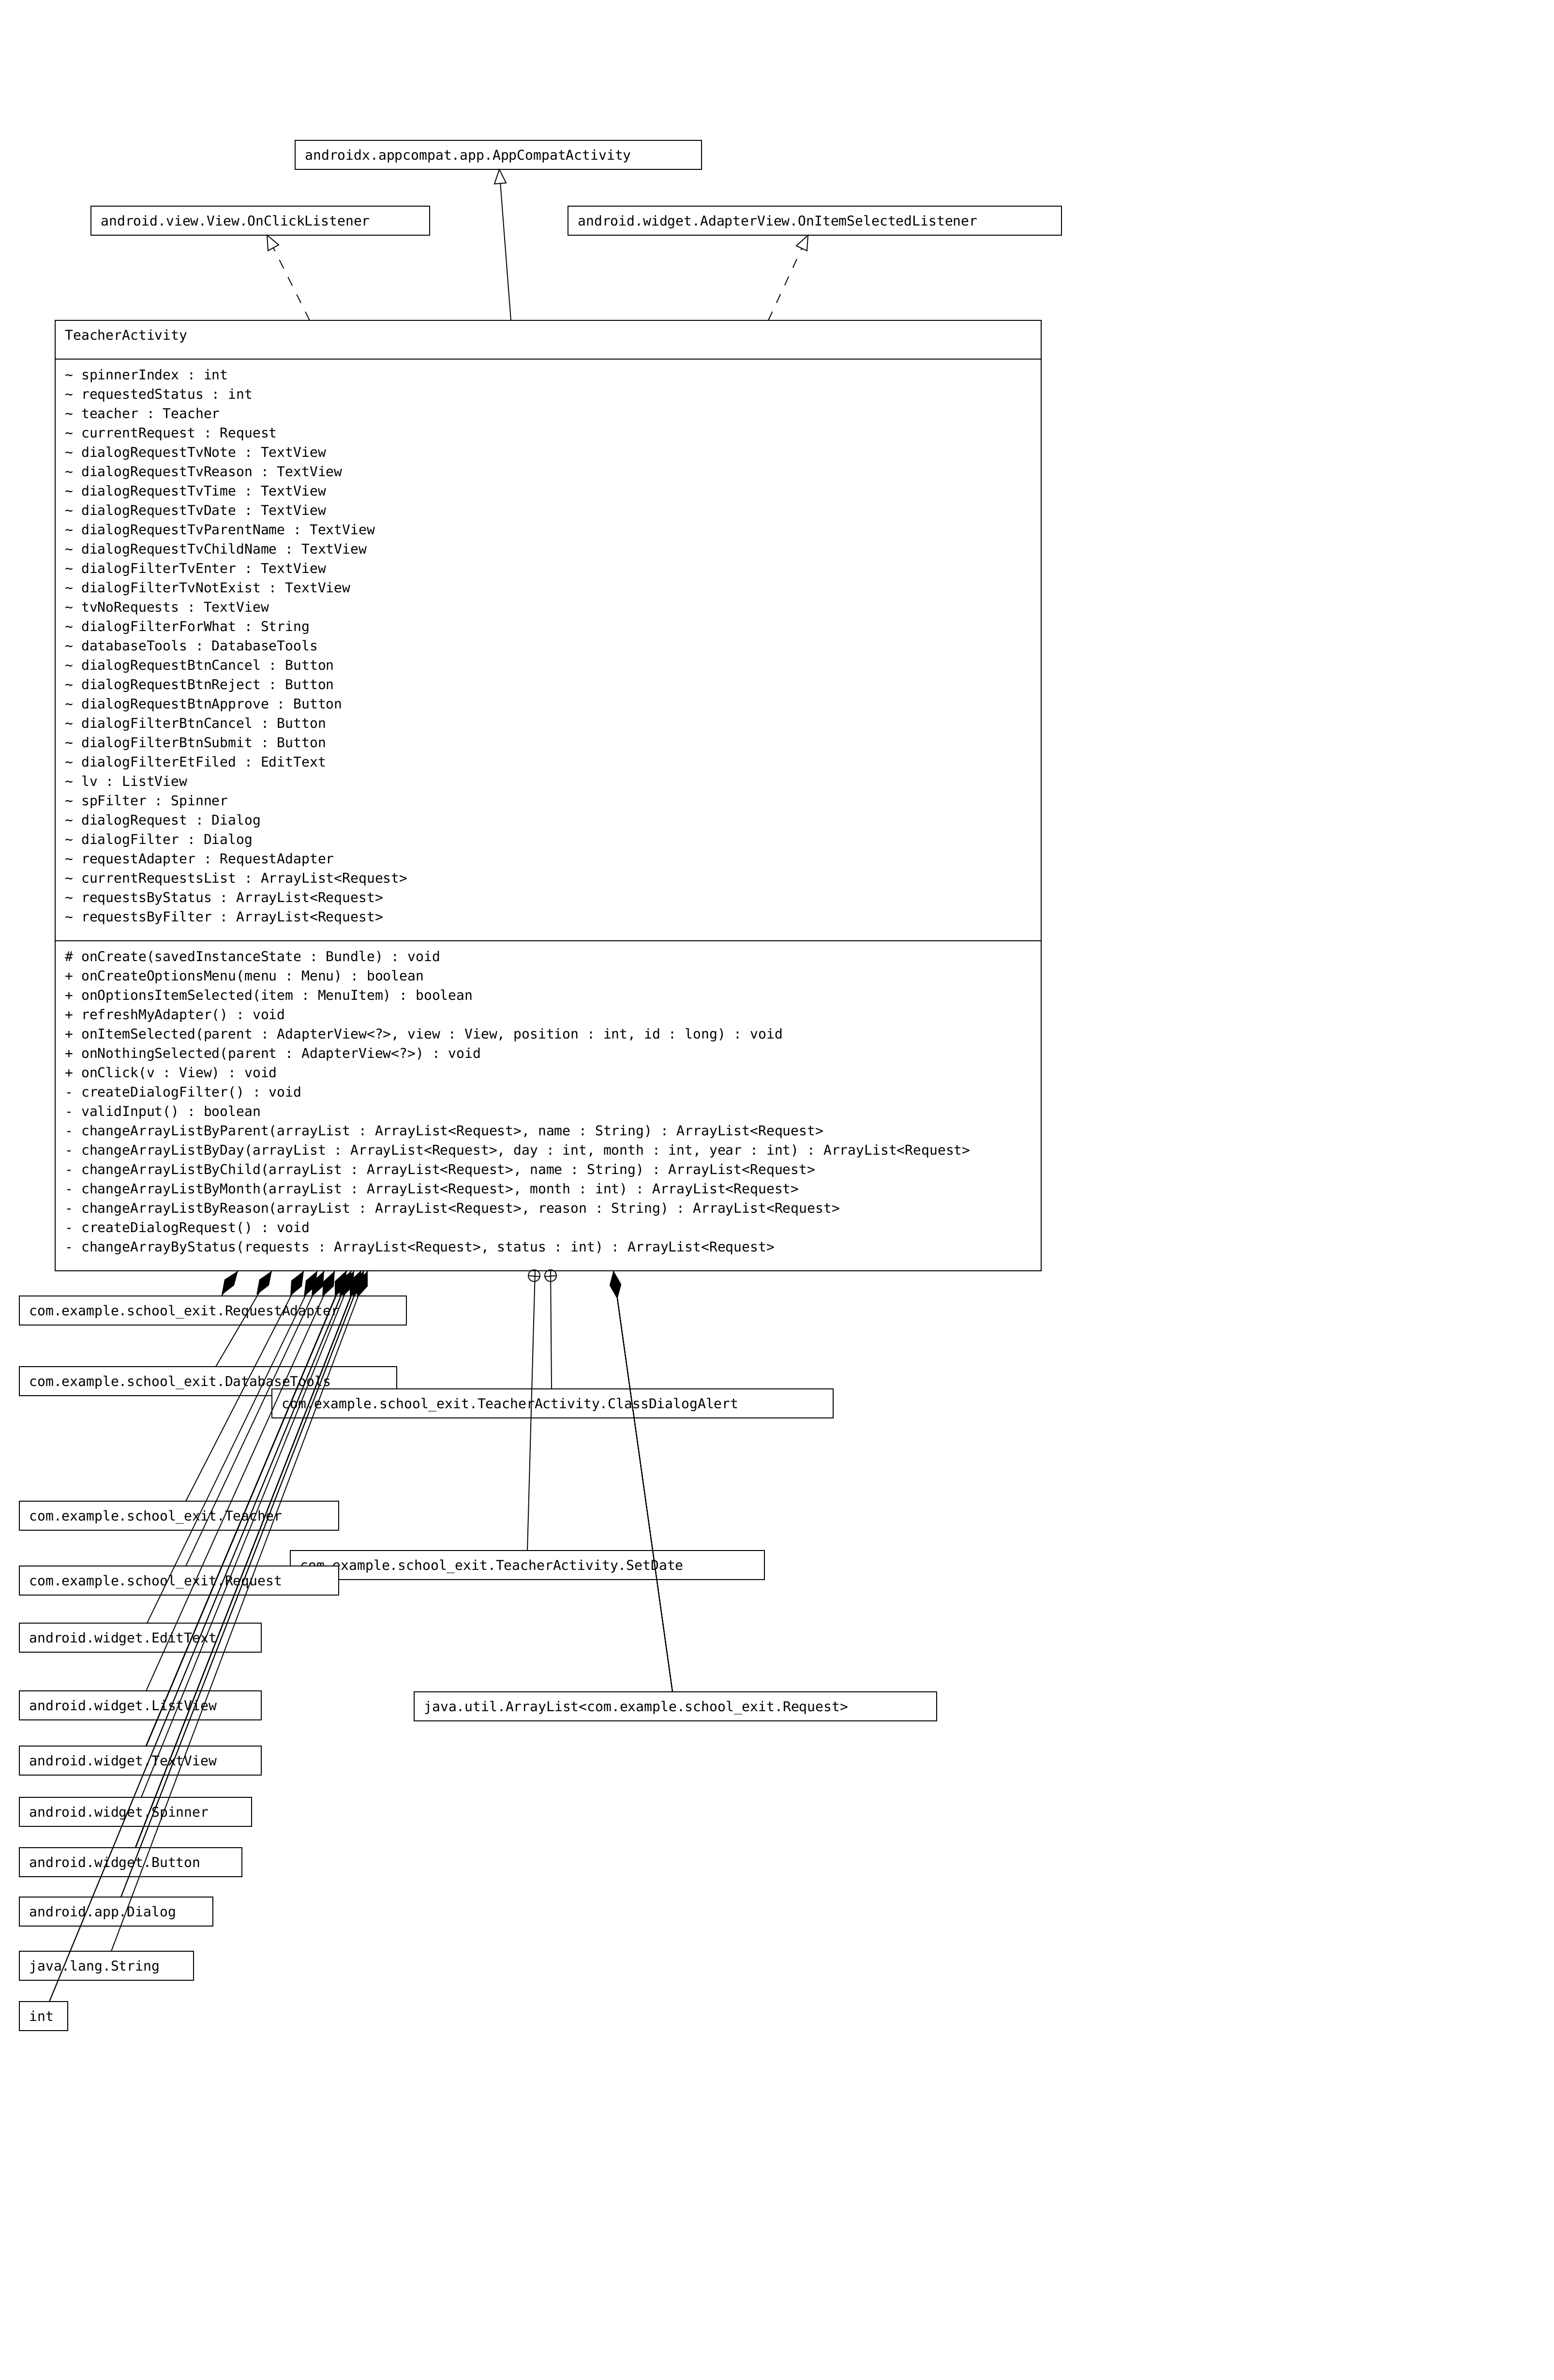 androidx.appcompat.app.AppCompatActivity
android.view.View.OnClickListener
android.widget.AdapterView.OnItemSelectedListener
TeacherActivity
~ spinnerIndex : int
~ requestedStatus : int
~ teacher : Teacher
~ currentRequest : Request
~ dialogRequestTvNote : TextView
~ dialogRequestTvReason : TextView
~ dialogRequestTvTime : TextView
~ dialogRequestTvDate : TextView
~ dialogRequestTvParentName : TextView
~ dialogRequestTvChildName : TextView
~ dialogFilterTvEnter : TextView
~ dialogFilterTvNotExist : TextView
~ tvNoRequests : TextView
~ dialogFilterForWhat : String
~ databaseTools : DatabaseTools
~ dialogRequestBtnCancel : Button
~ dialogRequestBtnReject : Button
~ dialogRequestBtnApprove : Button
~ dialogFilterBtnCancel : Button
~ dialogFilterBtnSubmit : Button
~ dialogFilterEtFiled : EditText
~ lv : ListView
~ spFilter : Spinner
~ dialogRequest : Dialog
~ dialogFilter : Dialog
~ requestAdapter : RequestAdapter
~ currentRequestsList : ArrayList<Request>
~ requestsByStatus : ArrayList<Request>
~ requestsByFilter : ArrayList<Request>
# onCreate(savedInstanceState : Bundle) : void
+ onCreateOptionsMenu(menu : Menu) : boolean
+ onOptionsItemSelected(item : MenuItem) : boolean
+ refreshMyAdapter() : void
+ onItemSelected(parent : AdapterView<?>, view : View, position : int, id : long) : void
+ onNothingSelected(parent : AdapterView<?>) : void
+ onClick(v : View) : void
- createDialogFilter() : void
- validInput() : boolean
- changeArrayListByParent(arrayList : ArrayList<Request>, name : String) : ArrayList<Request>
- changeArrayListByDay(arrayList : ArrayList<Request>, day : int, month : int, year : int) : ArrayList<Request>
- changeArrayListByChild(arrayList : ArrayList<Request>, name : String) : ArrayList<Request>
- changeArrayListByMonth(arrayList : ArrayList<Request>, month : int) : ArrayList<Request>
- changeArrayListByReason(arrayList : ArrayList<Request>, reason : String) : ArrayList<Request>
- createDialogRequest() : void
- changeArrayByStatus(requests : ArrayList<Request>, status : int) : ArrayList<Request>
com.example.school_exit.RequestAdapter
com.example.school_exit.DatabaseTools
com.example.school_exit.TeacherActivity.ClassDialogAlert
com.example.school_exit.Teacher
com.example.school_exit.TeacherActivity.SetDate
com.example.school_exit.Request
android.widget.EditText
android.widget.ListView
java.util.ArrayList<com.example.school_exit.Request>
android.widget.TextView
android.widget.Spinner
android.widget.Button
android.app.Dialog
java.lang.String
int